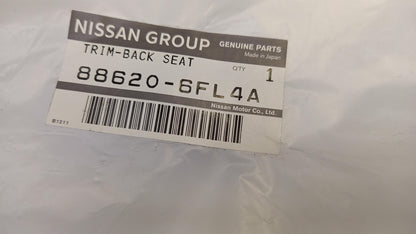 NISSAN GROUP GENUINE PARTS
Made in Japan
TRIM-BACK SEAT
QTY
88620-6FL4A 1
Nissan Motor Co., Ltd.